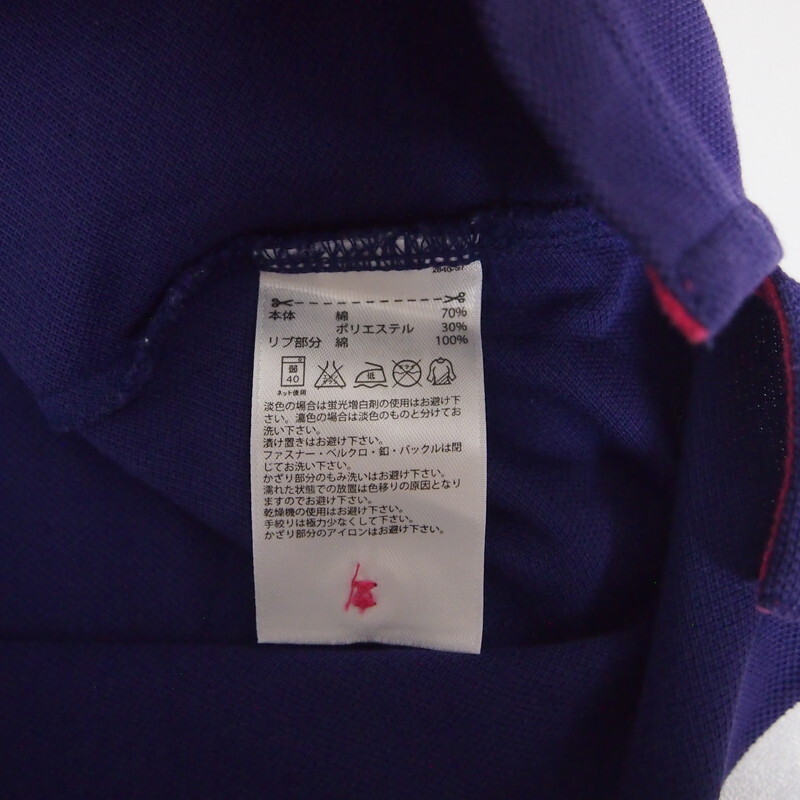 本体 綿 70%
ポリエステル 30%
リブ部分 綿 100%
弱
40
ネット使用
低
淡色の場合は蛍光増白剤の使用はお避け下
さい。濃色の場合は淡色のものと分けてお
洗い下さい。
漬け置きはお避け下さい。
ファスナー・ベルクロ・釦・バックルは閉
じてお洗い下さい。
かざり部分のもみ洗いはお避け下さい。
濡れた状態での放置は色移りの原因となり
ますのでお避け下さい。
乾燥機の使用はお避け下さい。
手絞りは極力少なくして下さい。
かざり部分のアイロンはお避け下さい。